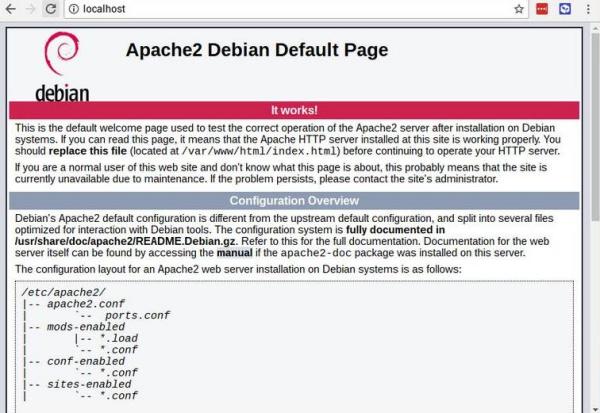 localhost
Apache2 Debian Default Page
debian
It works!
This is the default welcome page used to test the correct operation of the Apache2 server after installation on Debian
systems. If you can read this page, it means that the Apache HTTP server installed at this site is working properly. You
should replace this file (located at /var/www/html/index.html) before continuing to operate your HTTP server.
If you are a normal user of this web site and don't know what this page is about, this probably means that the site is
currently unavailable due to maintenance. If the problem persists, please contact the site's administrator.
Configuration Overview
Debian's Apache2 default configuration is different from the upstream default configuration, and split into several files
optimized for interaction with Debian tools. The configuration system is fully documented in
/usr/share/doc/apache2/README.Debian.gz. Refer to this for the full documentation. Documentation for the web
server itself can be found by accessing the manual if the apache2-doc package was installed on this server.
The configuration layout for an Apache2 web server installation on Debian systems is as follows:
/etc/apache2/
|-- apache2.conf
|       `--  ports.conf
|-- mods-enabled
|       |-- *.load
|       `-- *.conf
|-- conf-enabled
|       `-- *.conf
|-- sites-enabled
|       `-- *.conf